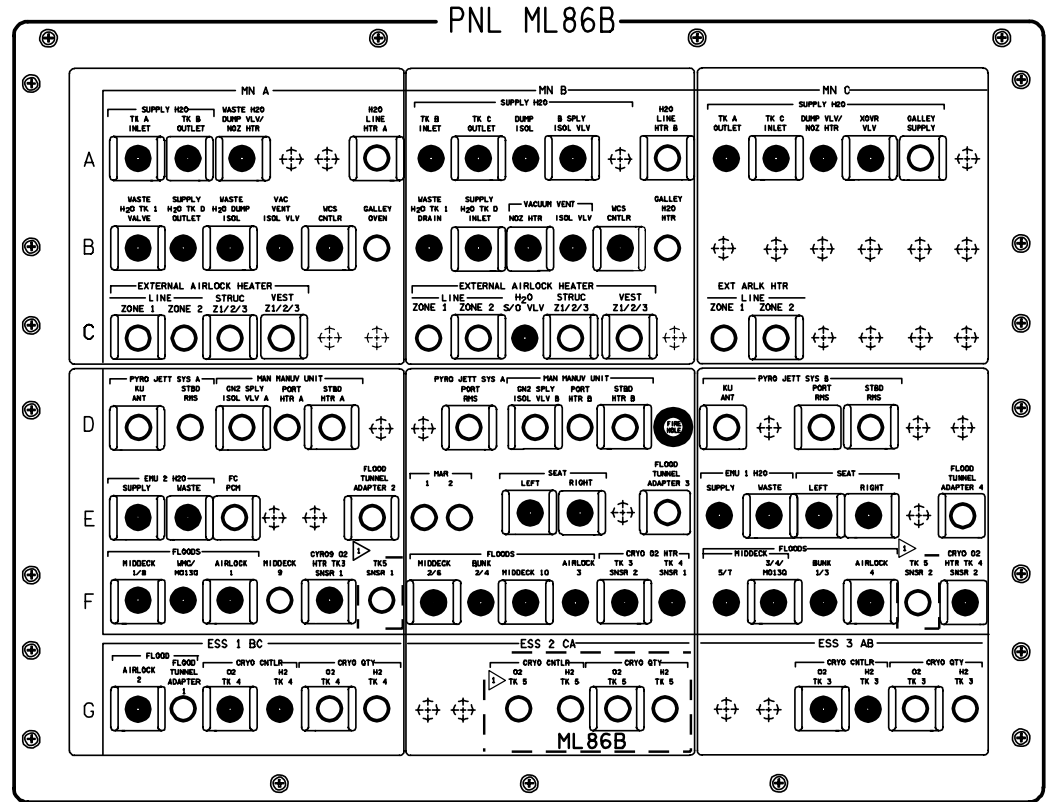 PNL ML86B
MN A MN B MN C
SUPPLY H2O WASTE H2O H2O SUPPLY H2O H2O SUPPLY H2O
TK A TK B DUMP VLV/ LINE TK B TK C DUMP B SPLY LINE TK A TK C DUMP VLV/ XOVR GALLEY
INLET OUTLET NOZ HTR HTR A INLET OUTLET ISOL ISOL VLV HTR B OUTLET INLET NOZ HTR VLV SUPPLY
A
WASTE SUPPLY WASTE VAC WASTE SUPPLY VACUUM VENT GALLEY
H2O TK 1 H2O TK D H2O DUMP VENT WCS GALLEY H2O TK 1 H2O TK D WCS H2O
VALVE OUTLET ISOL ISOL VLV CNTLR OVEN DRAIN INLET NOZ HTR ISOL VLV CNTLR HTR
B
EXTERNAL AIRLOCK HEATER EXTERNAL AIRLOCK HEATER EXT ARLK HTR
LINE STRUC VEST LINE H2O STRUC VEST LINE
ZONE 1 ZONE 2 Z1/2/3 Z1/2/3 ZONE 1 ZONE 2 S/O VLV Z1/2/3 Z1/2/3 ZONE 1 ZONE 2
C
PYRO JETT SYS A MAN MANUV UNIT PYRO JETT SYS A MAN MANUV UNIT PYRO JETT SYS B
KU STBD GN2 SPLY PORT STBD PORT GN2 SPLY PORT STBD KU PORT STBD
ANT RMS ISOL VLV A HTR A HTR A RMS ISOL VLV B HTR B HTR B ANT RMS RMS
D FIRE
HOLE
EMU 2 H2O FC FLOOD MAR SEAT FLOOD EMU 1 H2O SEAT FLOOD
TUNNEL TUNNEL TUNNEL
SUPPLY WASTE PCM ADAPTER 2 1 2 LEFT RIGHT ADAPTER 3 SUPPLY WASTE LEFT RIGHT ADAPTER 4
E
FLOODS CYRO9 O2 1 FLOODS CRYO O2 HTR FLOODS 1 CRYO O2
MIDDECK WMC/ AIRLOCK MIDDECK HTR TK3 TK5 MIDDECK BUNK AIRLOCK TK 3 TK 4 MIDDECK 3/4/ BUNK AIRLOCK TK 5 HTR TK 4
1/8 MO13Q 1 9 SNSR 1 SNSR 1 2/6 2/4 MIDDECK 10 3 SNSR 2 SNSR 1 5/7 MO13Q 1/3 4 SNSR 2 SNSR 2
F
ESS 1 BC ESS 2 CA ESS 3 AB
FLOOD CRYO CNTLR CRYO QTY CRYO CNTLR CRYO QTY CRYO CNTLR CRYO QTY
AIRLOCK FLOOD O2 H2 O2 H2 1 O2 H2 O2 H2 O2 H2 O2 H2
2 TUNNEL TK 4 TK 4 TK 4 TK 4 TK 5 TK 5 TK 5 TK 5 TK 3 TK 3 TK 3 TK 3
ADAPTER
1
G
ML86B